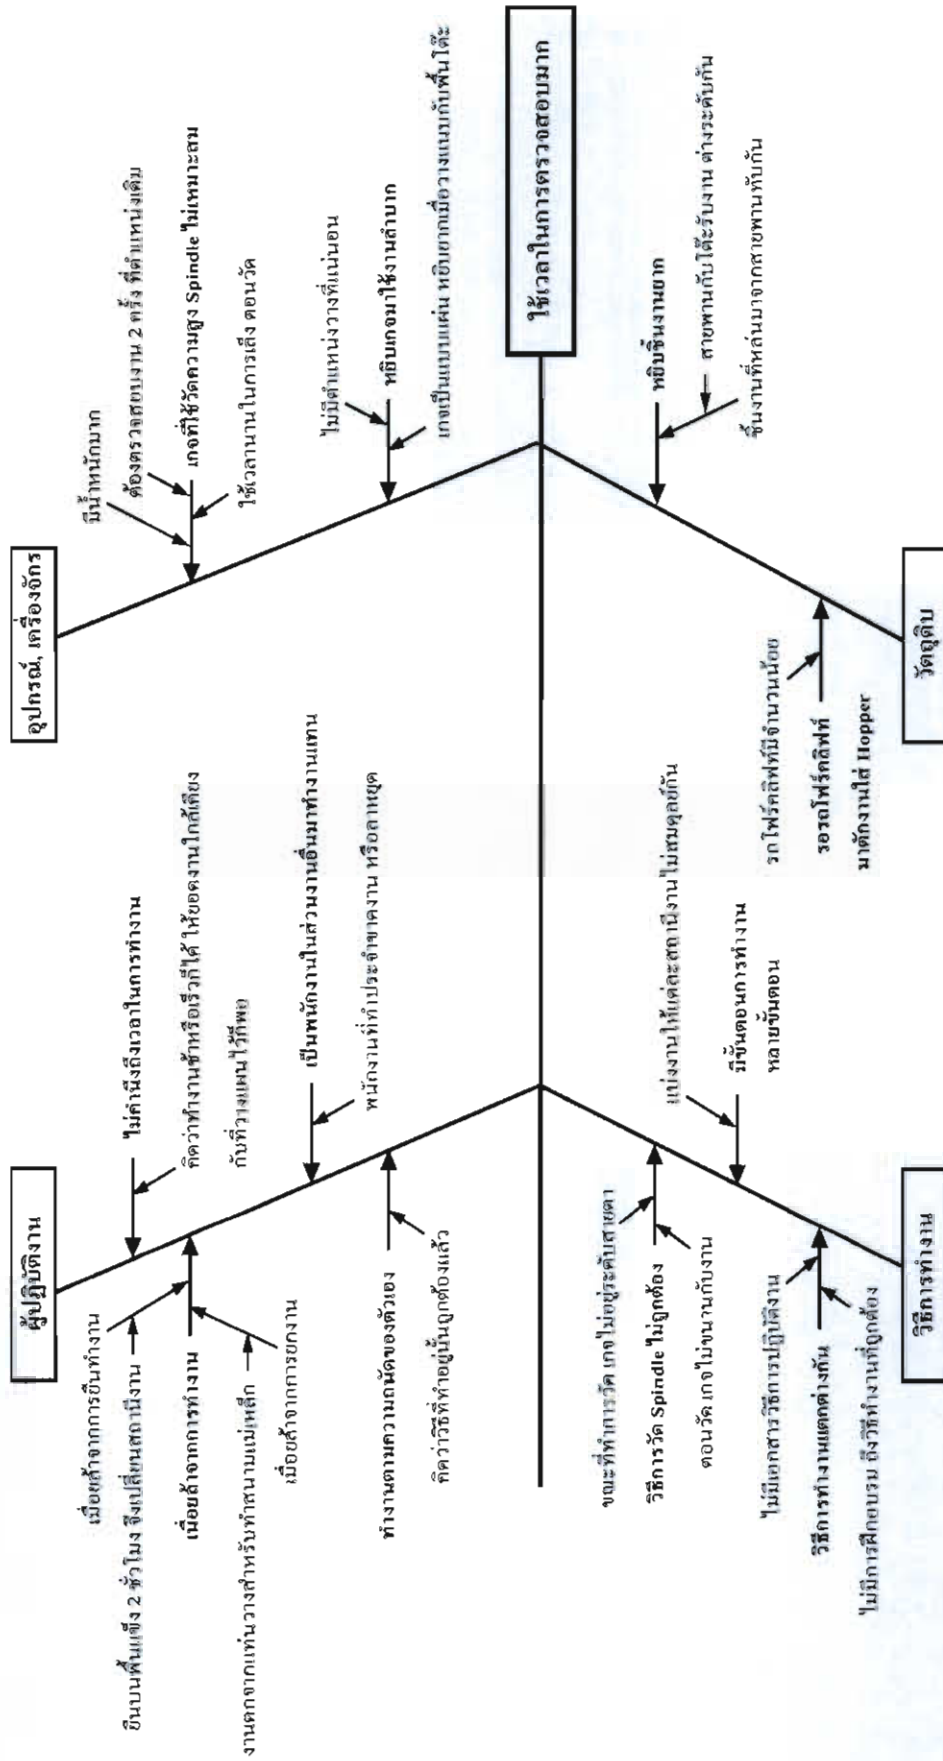 ผู้ปฏิบัติงาน
ไม่คำนึงถึงเวลาในการทำงาน
คิดว่าทำงานช้าหรือเร็วก็ได้ ให้ยอดงานใกล้เคียง
กับที่วางแผนไว้ก็พอ
เมื่อยล้าจากการยืนทำงาน
ยืนบนพื้นแข็ง 2 ชั่วโมง จึงเปลี่ยนสถานีงาน
เหนื่อยล้าจากการทำงาน
งานตกจากแท่นวางสำหรับทำสนามแม่เหล็ก
เมื่อยล้าจากการยกงาน
เป็นพนักงานในส่วนงานอื่นมาทำงานแทน
พนักงานที่ทำประจำขาดงาน หรือลาหยุด
ทำงานตามความถนัดของตัวเอง
คิดว่าวิธีที่ทำอยู่นั้นถูกต้องแล้ว
อุปกรณ์, เครื่องจักร
มีน้ำหนักมาก
ต้องตรวจสอบงาน 2 ครั้ง ที่ตำแหน่งเดิม
เกจที่ใช้วัดความสูง Spindle ไม่เหมาะสม
ใช้เวลานานในการเล็ง ตอนวัด
ไม่มีตำแหน่งวางที่แน่นอน
หยิบเกจมาใช้งานลำบาก
เกจเป็นแบบแผ่น หยิบยากเมื่อวางแนบกับพื้นโต๊ะ
ใช้เวลาในการตรวจสอบมาก
ขณะที่ทำการวัด เกจไม่อยู่ระดับสายตา
วิธีการวัด Spindle ไม่ถูกต้อง
ตอนวัด เกจไม่ขนานกับงาน
แบ่งงานให้แต่ละสถานีงานไม่สมดุลย์กัน
มีขั้นตอนการทำงาน
หลายขั้นตอน
ไม่มีเอกสารวิธีการปฏิบัติงาน
วิธีการทำงานแตกต่างกัน
ไม่มีการฝึกอบรม ถึงวิธีทำงานที่ถูกต้อง
วิธีการทำงาน
หยิบชิ้นงานยาก
สายพานกับโต๊ะรับงาน ต่างระดับกัน
ชิ้นงานที่หล่นมาจากสายพานทับกัน
รถโฟร์คลิฟท์มีจำนวนน้อย
รอรถโฟร์คลิฟท์
มาตักงานใส่ Hopper
วัตถุดิบ